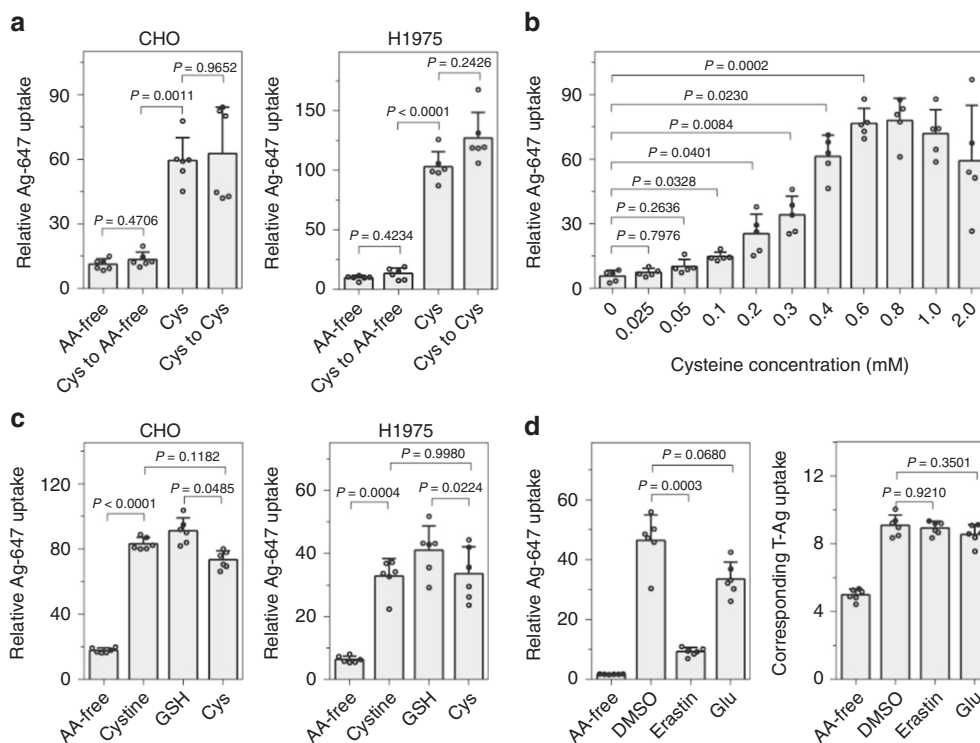 a
CHO
Relative Ag-647 uptake
90
60
30
0
P = 0.9652
P = 0.0011
P = 0.4706
AA-free
Cys to AA-free
Cys
Cys to Cys
H1975
Relative Ag-647 uptake
150
100
50
0
P = 0.2426
P < 0.0001
P = 0.4234
AA-free
Cys to AA-free
Cys
Cys to Cys
b
Relative Ag-647 uptake
90
60
30
0
P = 0.0002
P = 0.0230
P = 0.0084
P = 0.0401
P = 0.0328
P = 0.2636
P = 0.7976
0
0.025
0.05
0.1
0.2
0.3
0.4
0.6
0.8
1.0
2.0
Cysteine concentration (mM)
c
CHO
Relative Ag-647 uptake
120
80
40
0
P = 0.1182
P < 0.0001
P = 0.0485
AA-free
Cystine
GSH
Cys
H1975
Relative Ag-647 uptake
60
40
20
0
P = 0.9980
P = 0.0004
P = 0.0224
AA-free
Cystine
GSH
Cys
d
Relative Ag-647 uptake
60
40
20
0
P = 0.0680
P = 0.0003
AA-free
DMSO
Erastin
Glu
Corresponding T-Ag uptake
12
8
4
0
P = 0.3501
P = 0.9210
AA-free
DMSO
Erastin
Glu